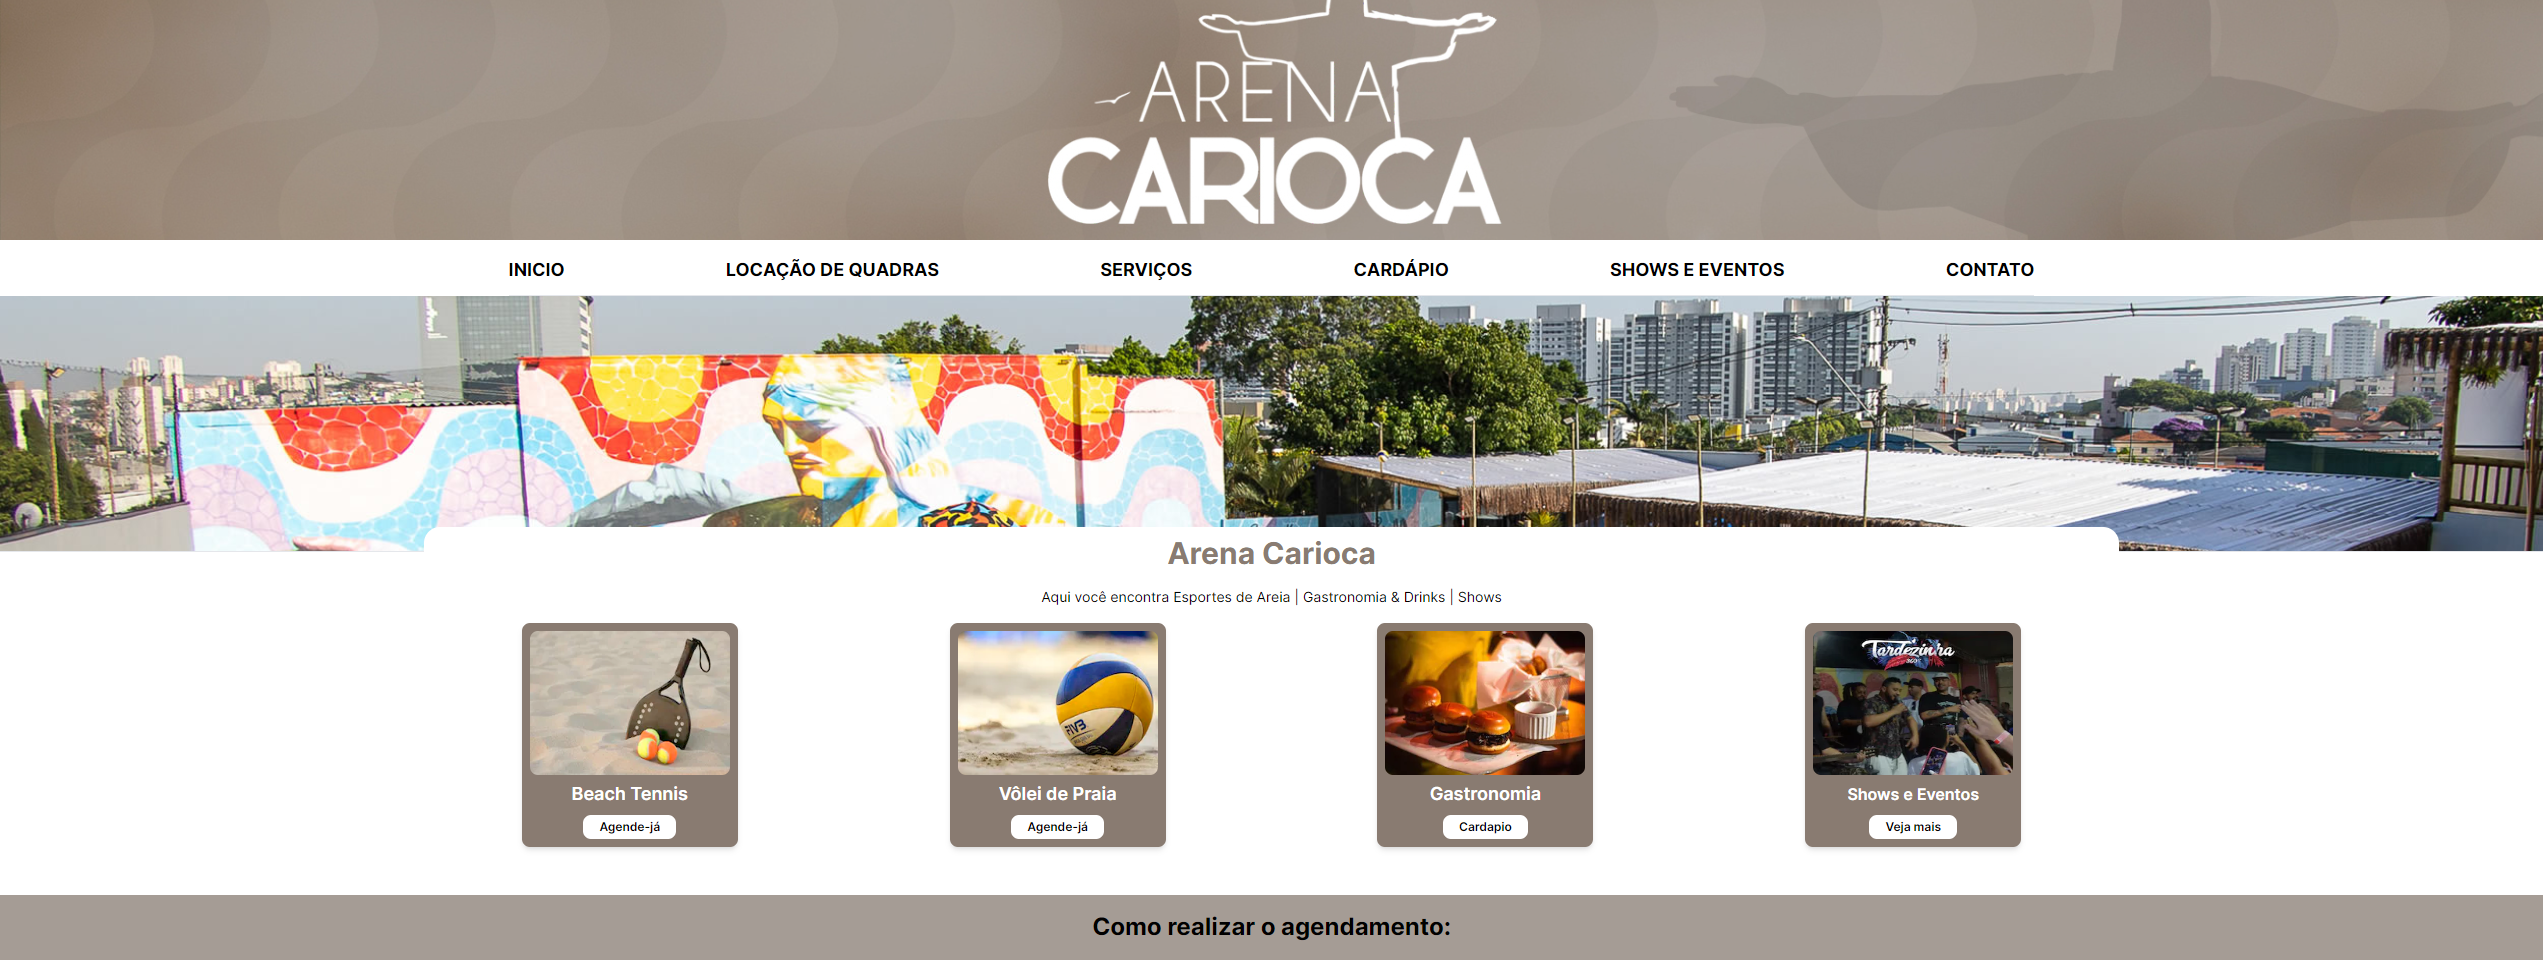 ARENA
CARIOCA
INICIO
LOCAÇÃO DE QUADRAS
SERVIÇOS
CARDÁPIO
SHOWS E EVENTOS
CONTATO
Arena Carioca
Aqui você encontra Esportes de Areia | Gastronomia & Drinks | Shows
FIVB
Tardezinha
360º
Beach Tennis
Vôlei de Praia
Gastronomia
Shows e Eventos
Agende-já
Agende-já
Cardapio
Veja mais
Como realizar o agendamento: